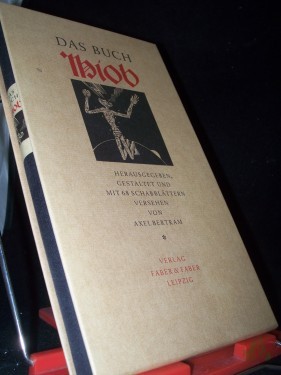 DAS BUCH
Hiob
HERAUSGEGEBEN,
GESTALTET UND
MIT 68 SCHABBLÄTTERN
VERSEHEN
VON
AXEL BERTRAM
*
VERLAG
FABER & FABER
LEIPZIG